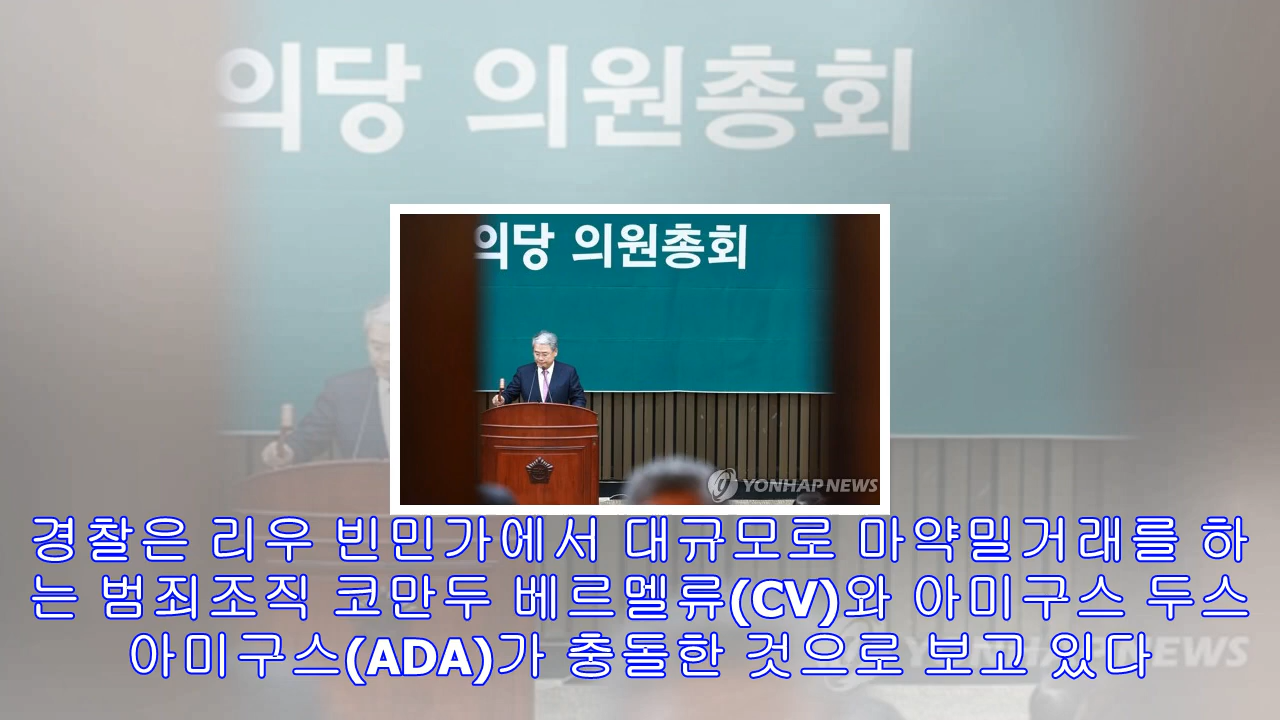 의당 의원총회
의당 의원총회
YONHAP NEWS
경찰은 리우 빈민가에서 대규모로 마약밀거래를 하
는 범죄조직 코만두 베르멜류(CV)와 아미구스 두스
아미구스(ADA)가 충돌한 것으로 보고 있다
YONHAP NEWS